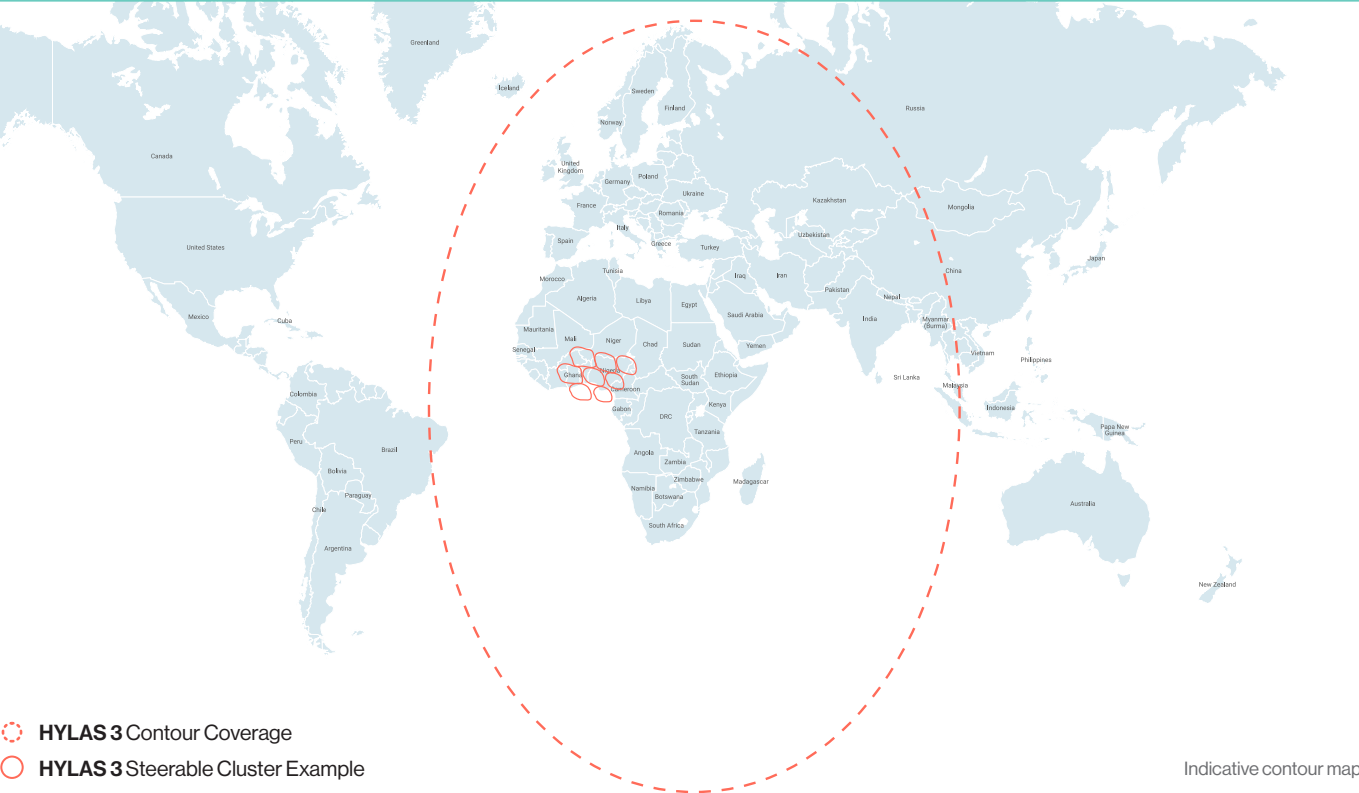 Greenland
Iceland
Sweden
Finland
Russia
Norway
Canada
United
Kingdom
Germany
Poland
Ukraine
France
Romania
Kazakhstan
Mongolia
Italy
Uzbekistan
Spain
Greece
Turkey
United States
Japan
China
Tunisia
Morocco
Iraq
Iran
Algeria
Libya
Egypt
Pakistan
Nepal
Mexico
Cuba
Saudi Arabia
India
Myanmar
(Burma)
Mauritania
Mali
Niger
Chad
Sudan
Yemen
Senegal
Vietnam
Philippines
Ghana
Nigeria
South
Sudan
Ethiopia
Sri Lanka
Malaysia
Cameroon
Colombia
Gabon
Kenya
Indonesia
DRC
Papua New
Guinea
Tanzania
Peru
Brazil
Angola
Zambia
Bolivia
Zimbabwe
Madagascar
Namibia
Botswana
Paraguay
Chile
Australia
South Africa
Argentina
New Zealand
HYLAS 3 Contour Coverage
HYLAS 3 Steerable Cluster Example
Indicative contour map